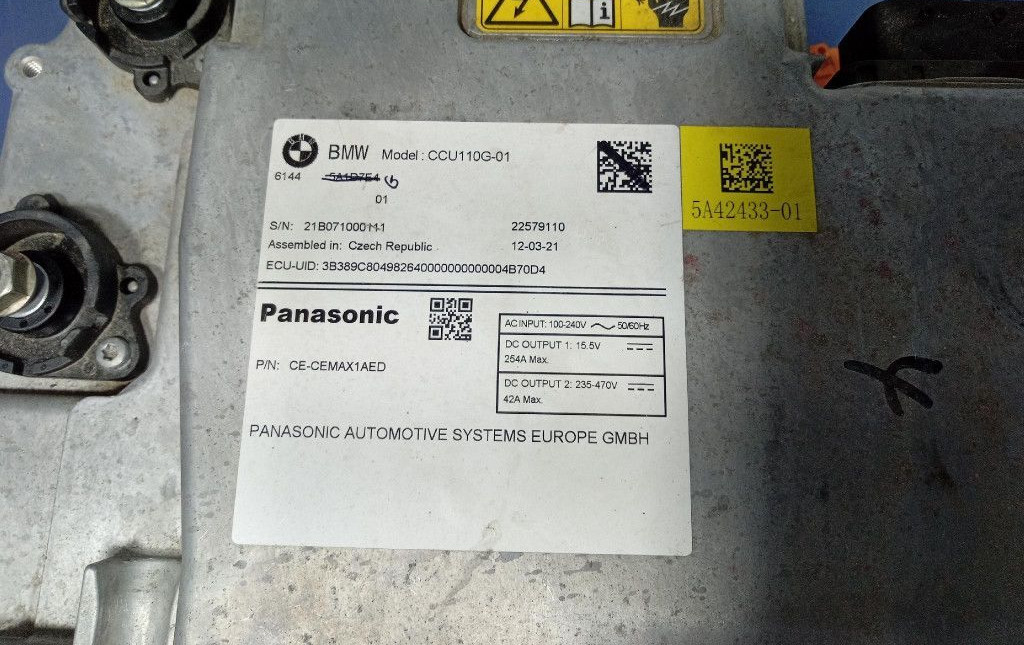 BMW Model : CCU110G-01
6144 5A1D7E4
01
5A42433-01
S/N: 21B071000111 22579110
Assembled in: Czech Republic 12-03-21
ECU-UID: 3B389C80498264000000000004B70D4
Panasonic
AC INPUT: 100-240V 50/60Hz
DC OUTPUT 1: 15.5V
254A Max.
P/N: CE-CEMAX1AED
DC OUTPUT 2: 235-470V
42A Max.
PANASONIC AUTOMOTIVE SYSTEMS EUROPE GMBH